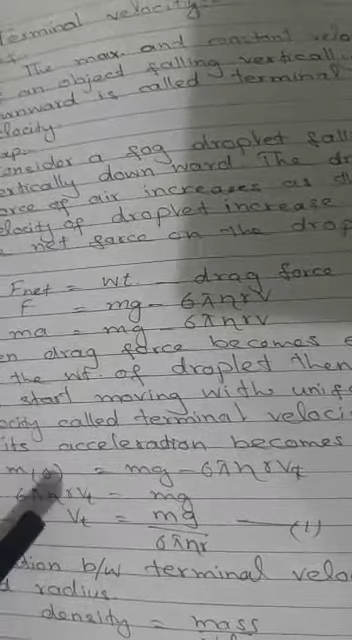 Terminal velocity:-
The max. and constant velo
an object falling vertically
nward is called terminal
locity.
xp:-
onsider a fog droplet fall
ertically down ward. The dr
orce of air increases as th
elocity of droplet increase
net force on the drop
Fnet = wt - drag force
F = mg - 6πηrv
ma = mg - 6πηrv
en drag force becomes e
the wt of droplet then
start moving with unif
ocity called terminal veloci
its acceleration becomes
m(0) = mg - 6πηrVt
6πηrVt = mg
Vt = mg/6πηr —(1)
tion b/w terminal velo
d radius.
density = mass